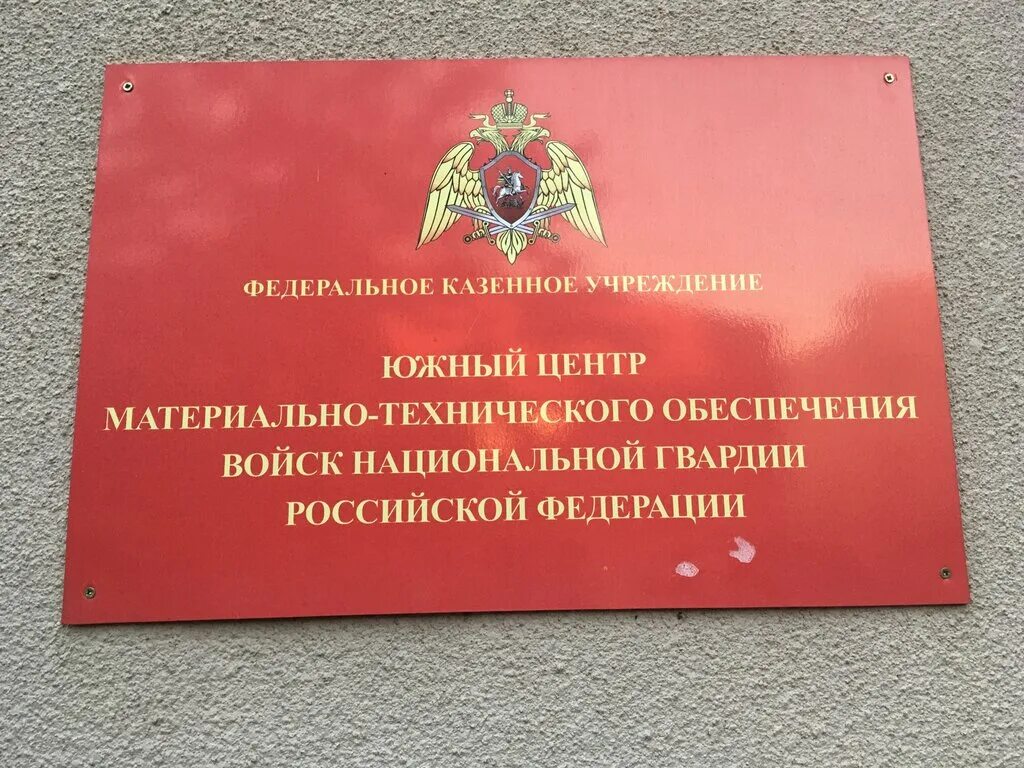 ФЕДЕРАЛЬНОЕ КАЗЕННОЕ УЧРЕЖДЕНИЕ
ЮЖНЫЙ ЦЕНТР
МАТЕРИАЛЬНО-ТЕХНИЧЕСКОГО ОБЕСПЕЧЕНИЯ
ВОЙСК НАЦИОНАЛЬНОЙ ГВАРДИИ
РОССИЙСКОЙ ФЕДЕРАЦИИ